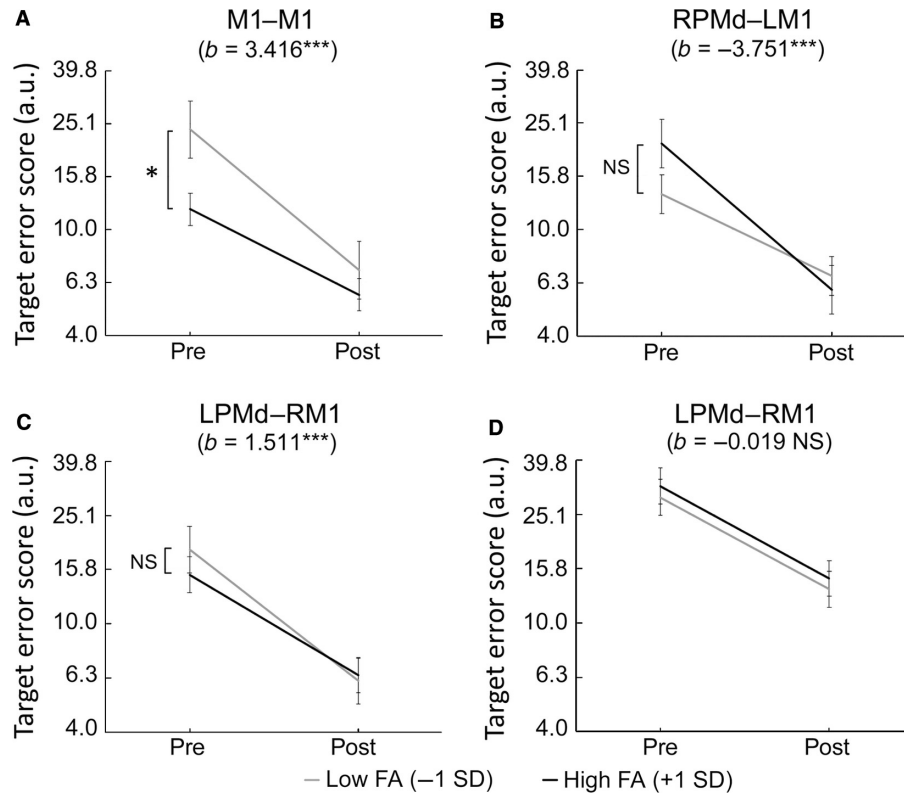 A
M1–M1
(b = 3.416***)
Target error score (a.u.)
39.8
25.1
15.8
10.0
6.3
4.0
*
Pre
Post
B
RPMd–LM1
(b = –3.751***)
Target error score (a.u.)
39.8
25.1
15.8
10.0
6.3
4.0
NS
Pre
Post
C
LPMd–RM1
(b = 1.511***)
Target error score (a.u.)
39.8
25.1
15.8
10.0
6.3
4.0
NS
Pre
Post
D
LPMd–RM1
(b = –0.019 NS)
Target error score (a.u.)
39.8
25.1
15.8
10.0
6.3
4.0
Pre
Post
Low FA (–1 SD)
High FA (+1 SD)